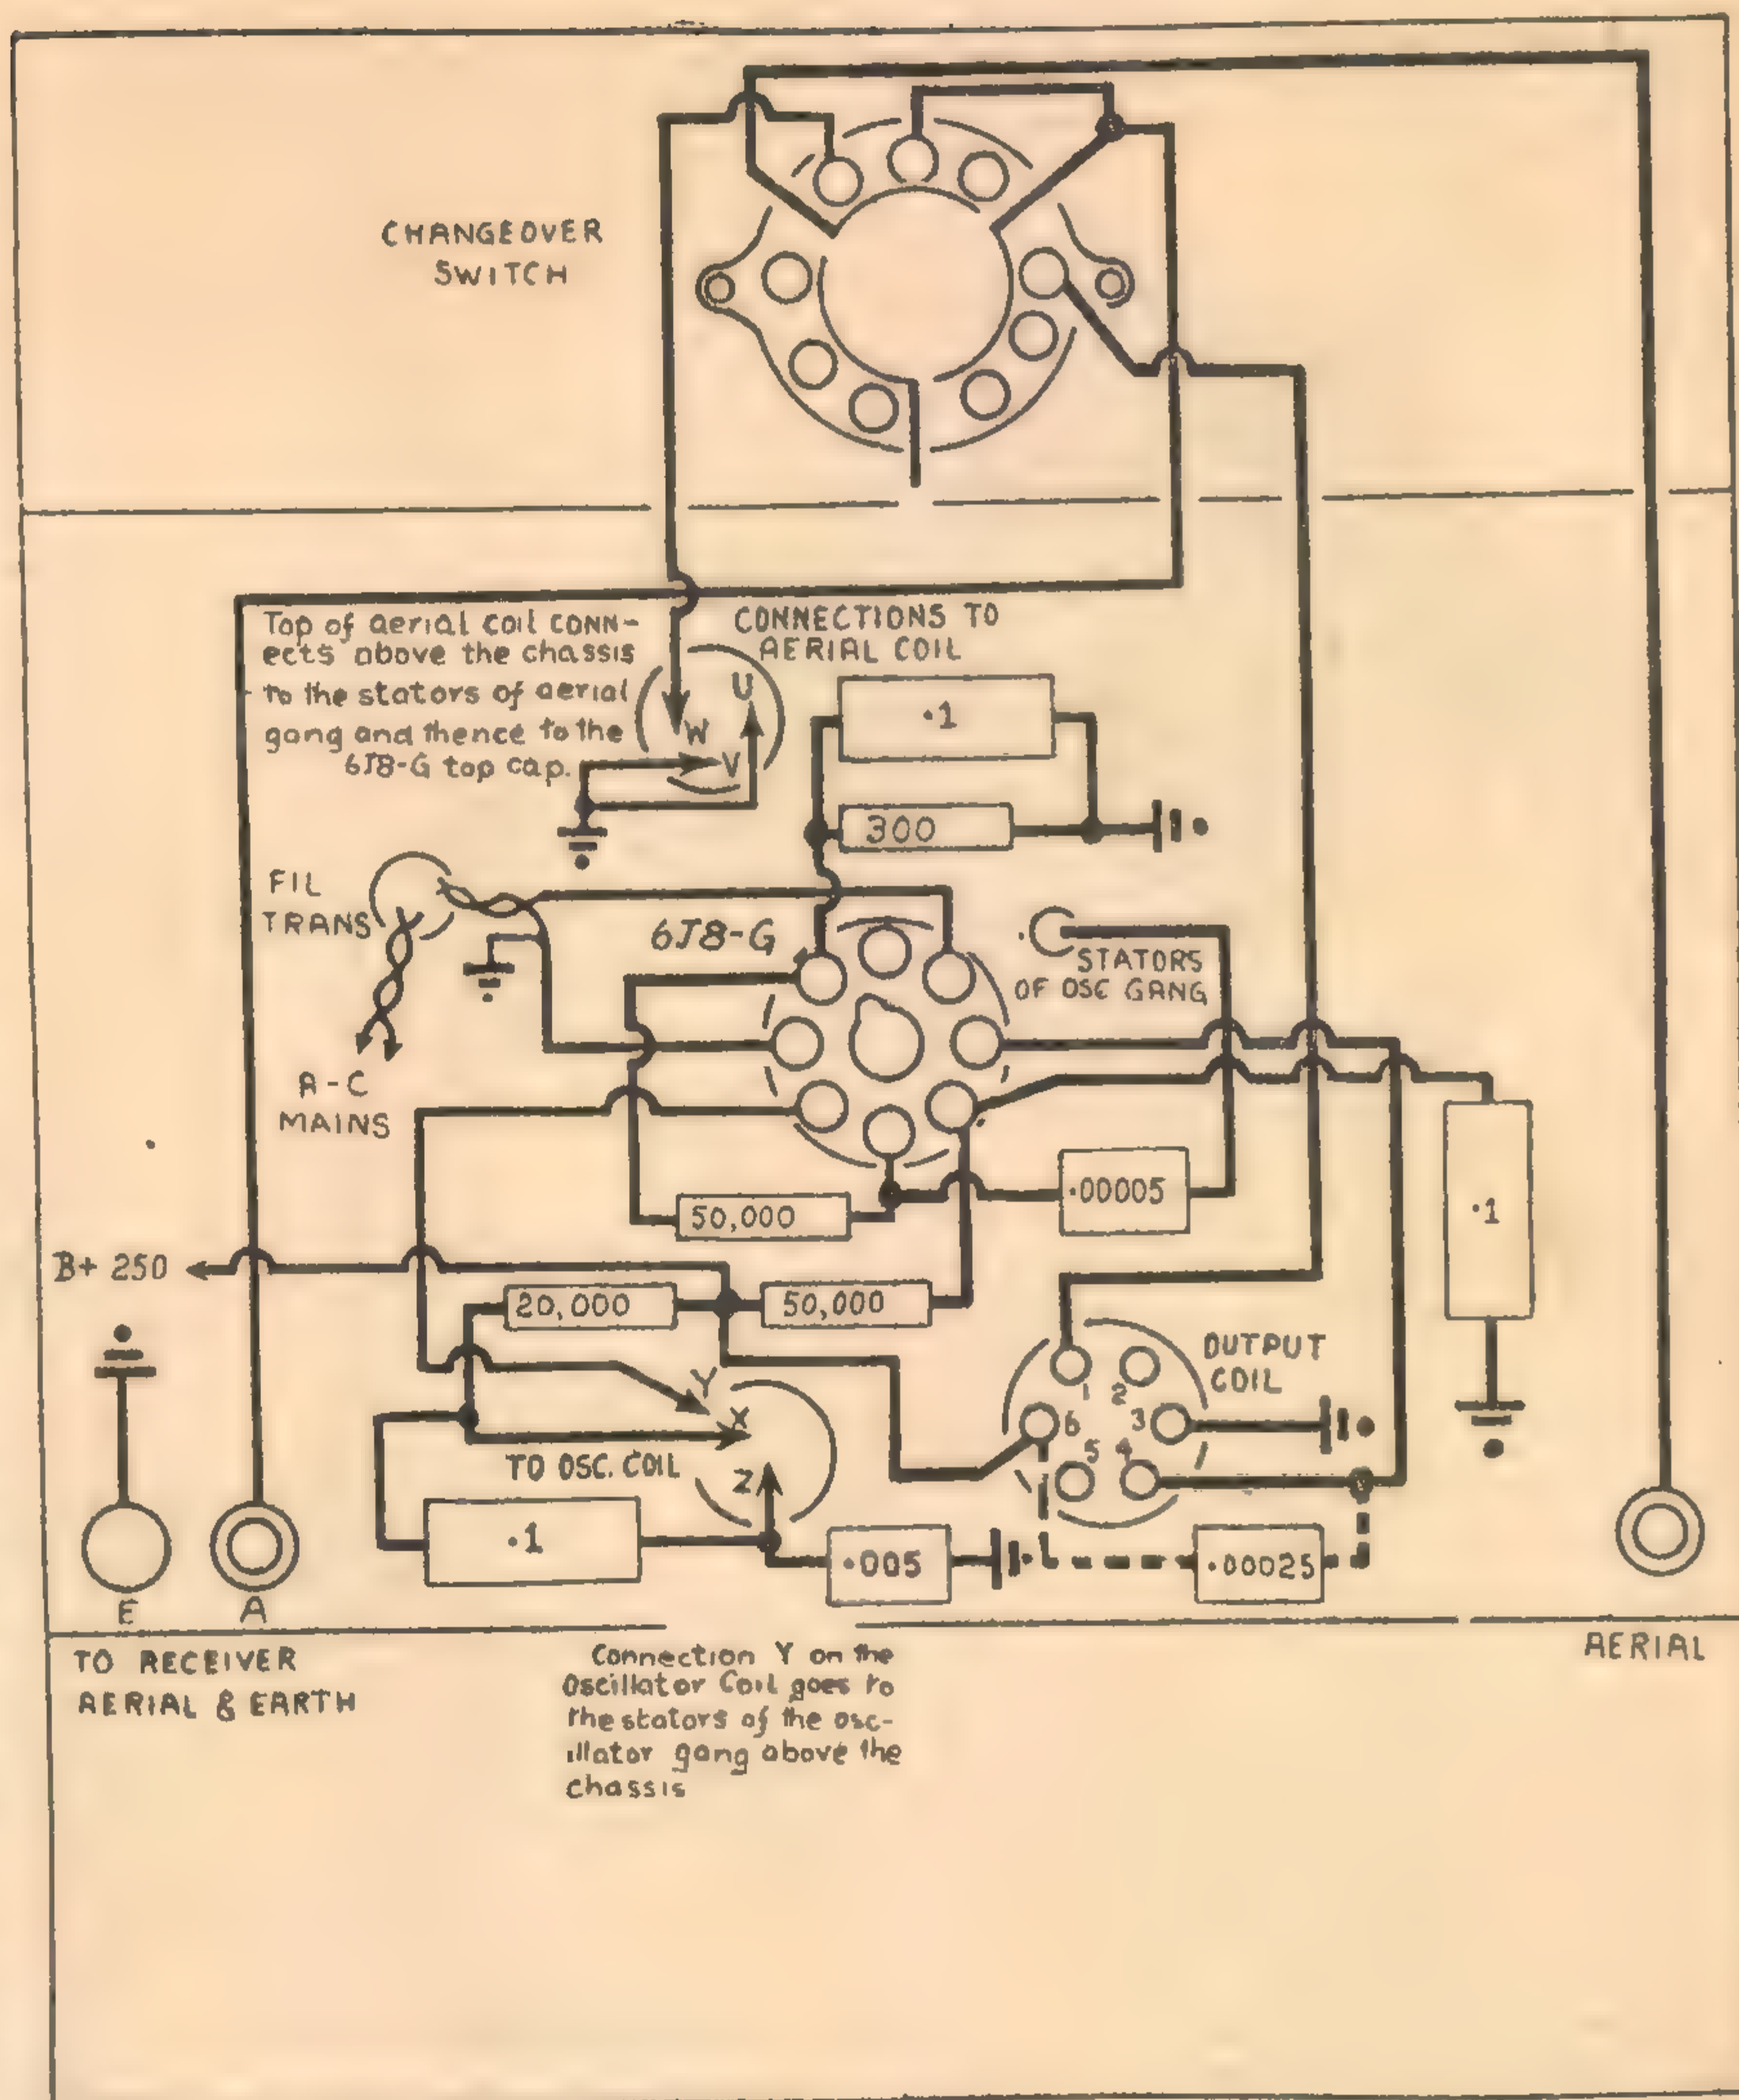 CHANGEOVER
SWITCH
Top of aerial coil conn-
ects above the chassis
to the stators of aerial
gang and thence to the
6J8-G top cap.
CONNECTIONS TO
AERIAL COIL
U
W
V
.1
300
FIL
TRANS
6J8-G
STATORS
OF OSC GANG
A-C
MAINS
.00005
50,000
.1
B+ 250
20,000
50,000
OUTPUT
COIL
1
2
3
4
5
6
Y
X
Z
TO OSC. COIL
.1
.005
.00025
E
A
TO RECEIVER
AERIAL & EARTH
Connection Y on the
Oscillator Coil goes to
the stators of the osc-
illator gang above the
chassis
AERIAL